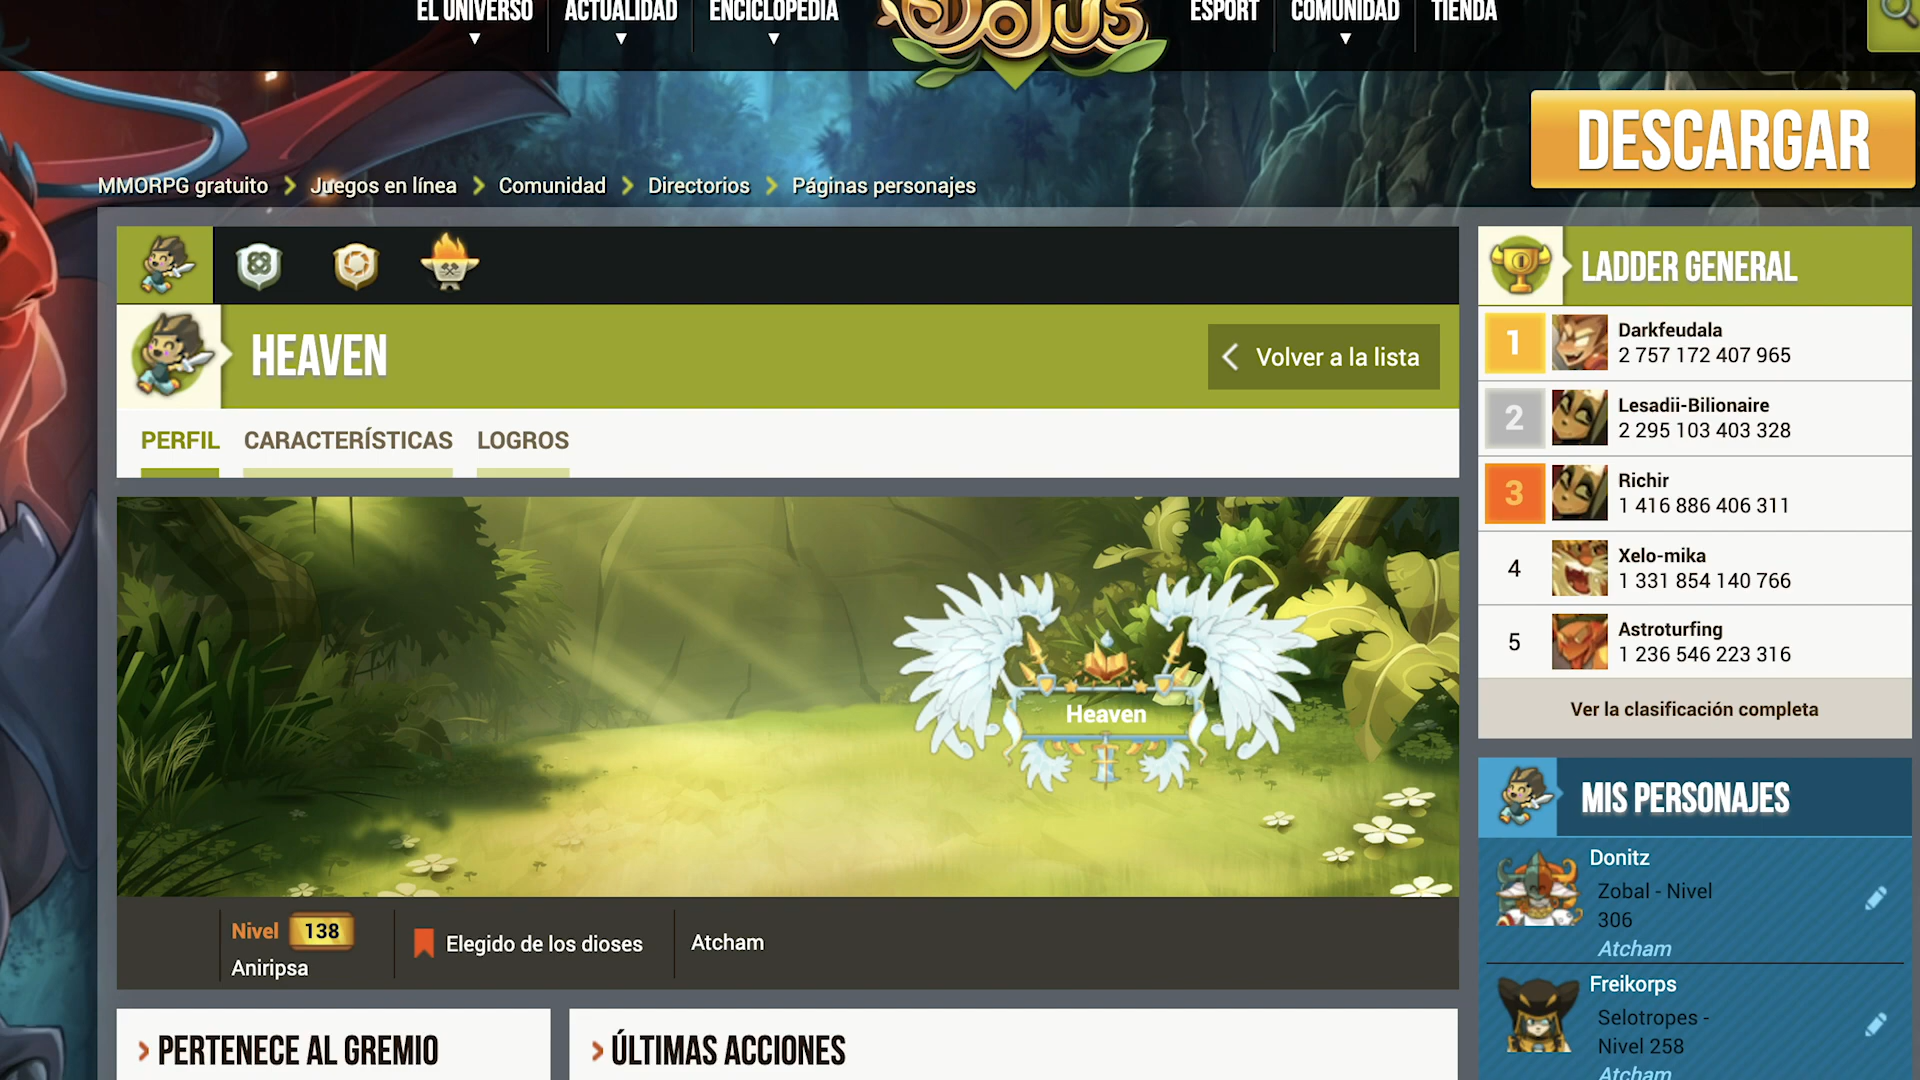 EL UNIVERSO
ACTUALIDAD
ENCICLOPEDIA
DOFUS
ESPORT
COMUNIDAD
TIENDA
DESCARGAR
MMORPG gratuito
Juegos en línea
Comunidad
Directorios
Páginas personajes
HEAVEN
Volver a la lista
PERFIL
CARACTERÍSTICAS
LOGROS
Heaven
Nivel 138
Aniripsa
Elegido de los dioses
Atcham
PERTENECE AL GREMIO
ÚLTIMAS ACCIONES
LADDER GENERAL
1
Darkfeudala
2 757 172 407 965
2
Lesadii-Bilionaire
2 295 103 403 328
3
Richir
1 416 886 406 311
4
Xelo-mika
1 331 854 140 766
5
Astroturfing
1 236 546 223 316
Ver la clasificación completa
MIS PERSONAJES
Donitz
Zobal - Nivel
306
Atcham
Freikorps
Selotropes -
Nivel 258
Atcham